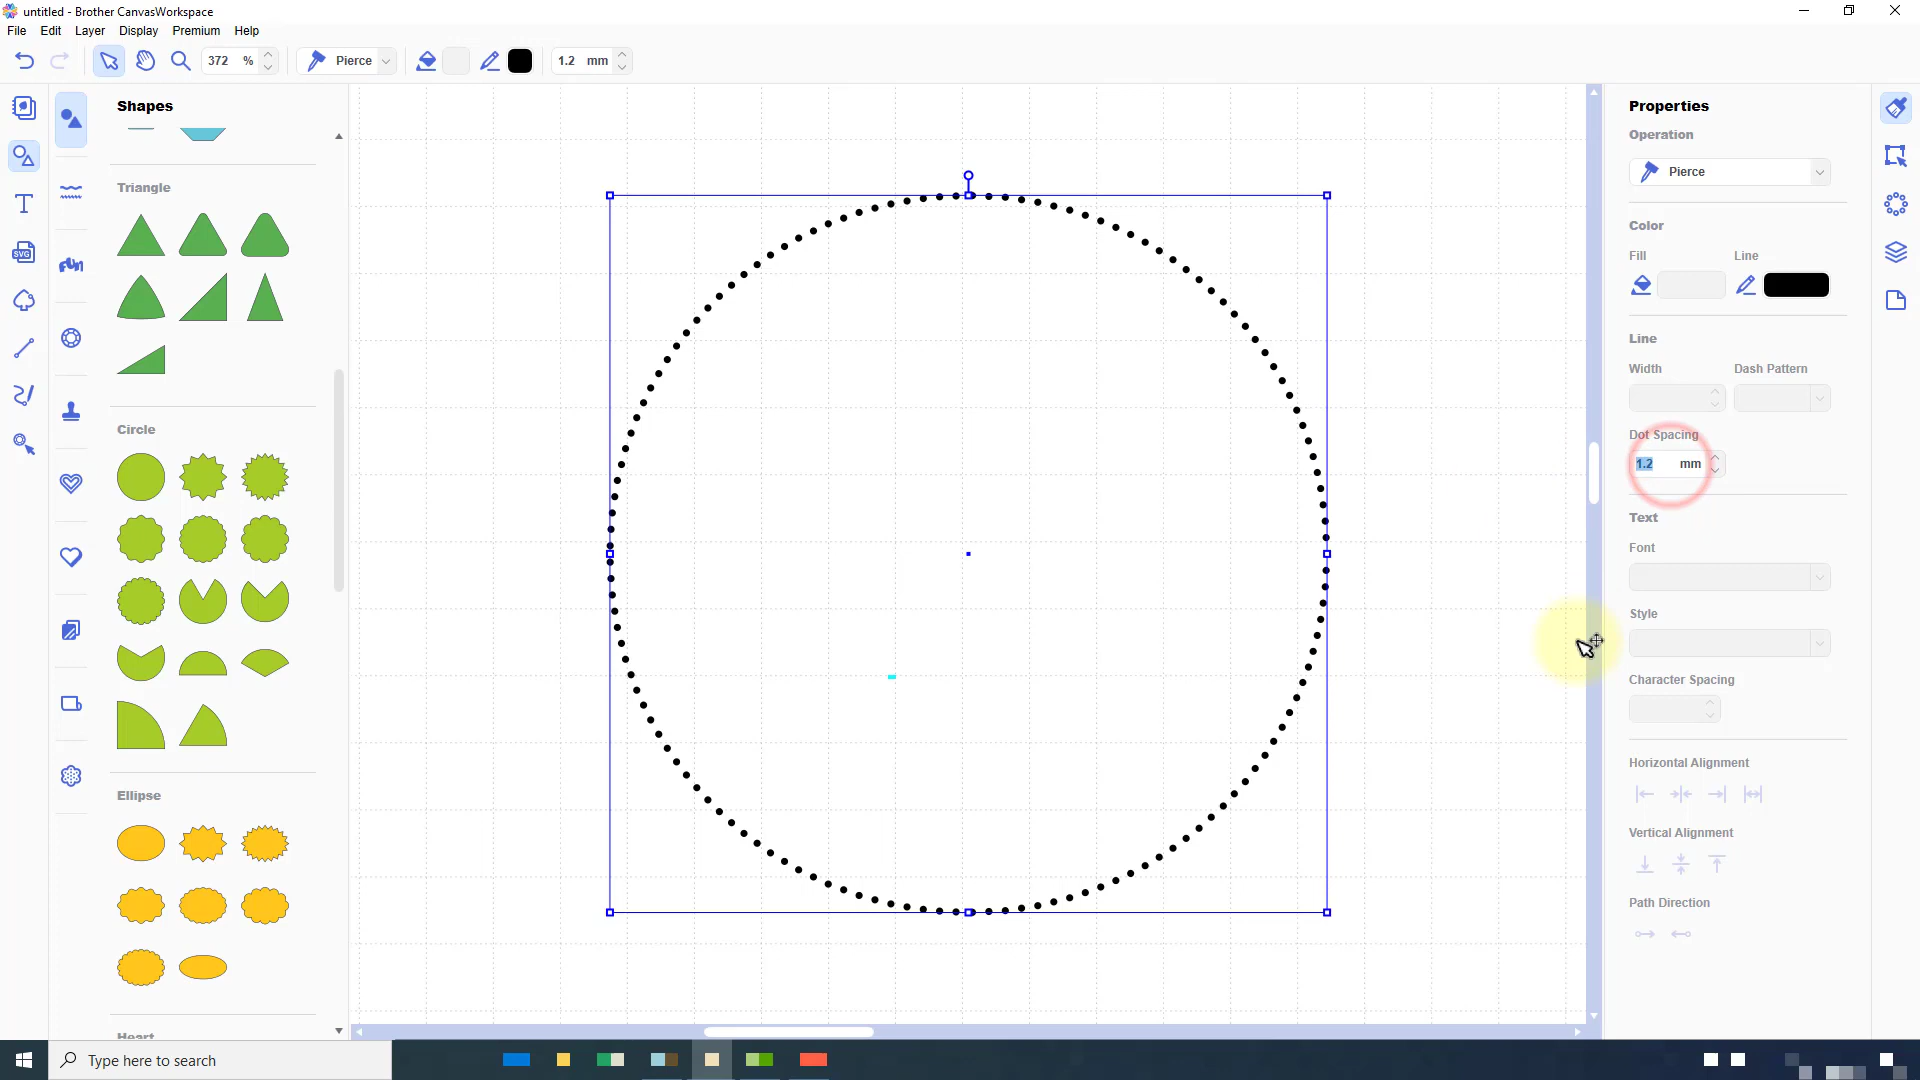 untitled - Brother CanvasWorkspace
File Edit Layer Display Premium Help
372 %
Pierce
1.2 mm
Shapes
Triangle
Circle
Ellipse
Heart
T
SVG
FUN
Properties
Operation
Pierce
Color
Fill Line
Line
Width Dash Pattern
Dot Spacing
1.2 mm
Text
Font
Style
Character Spacing
Horizontal Alignment
Vertical Alignment
Path Direction
Type here to search